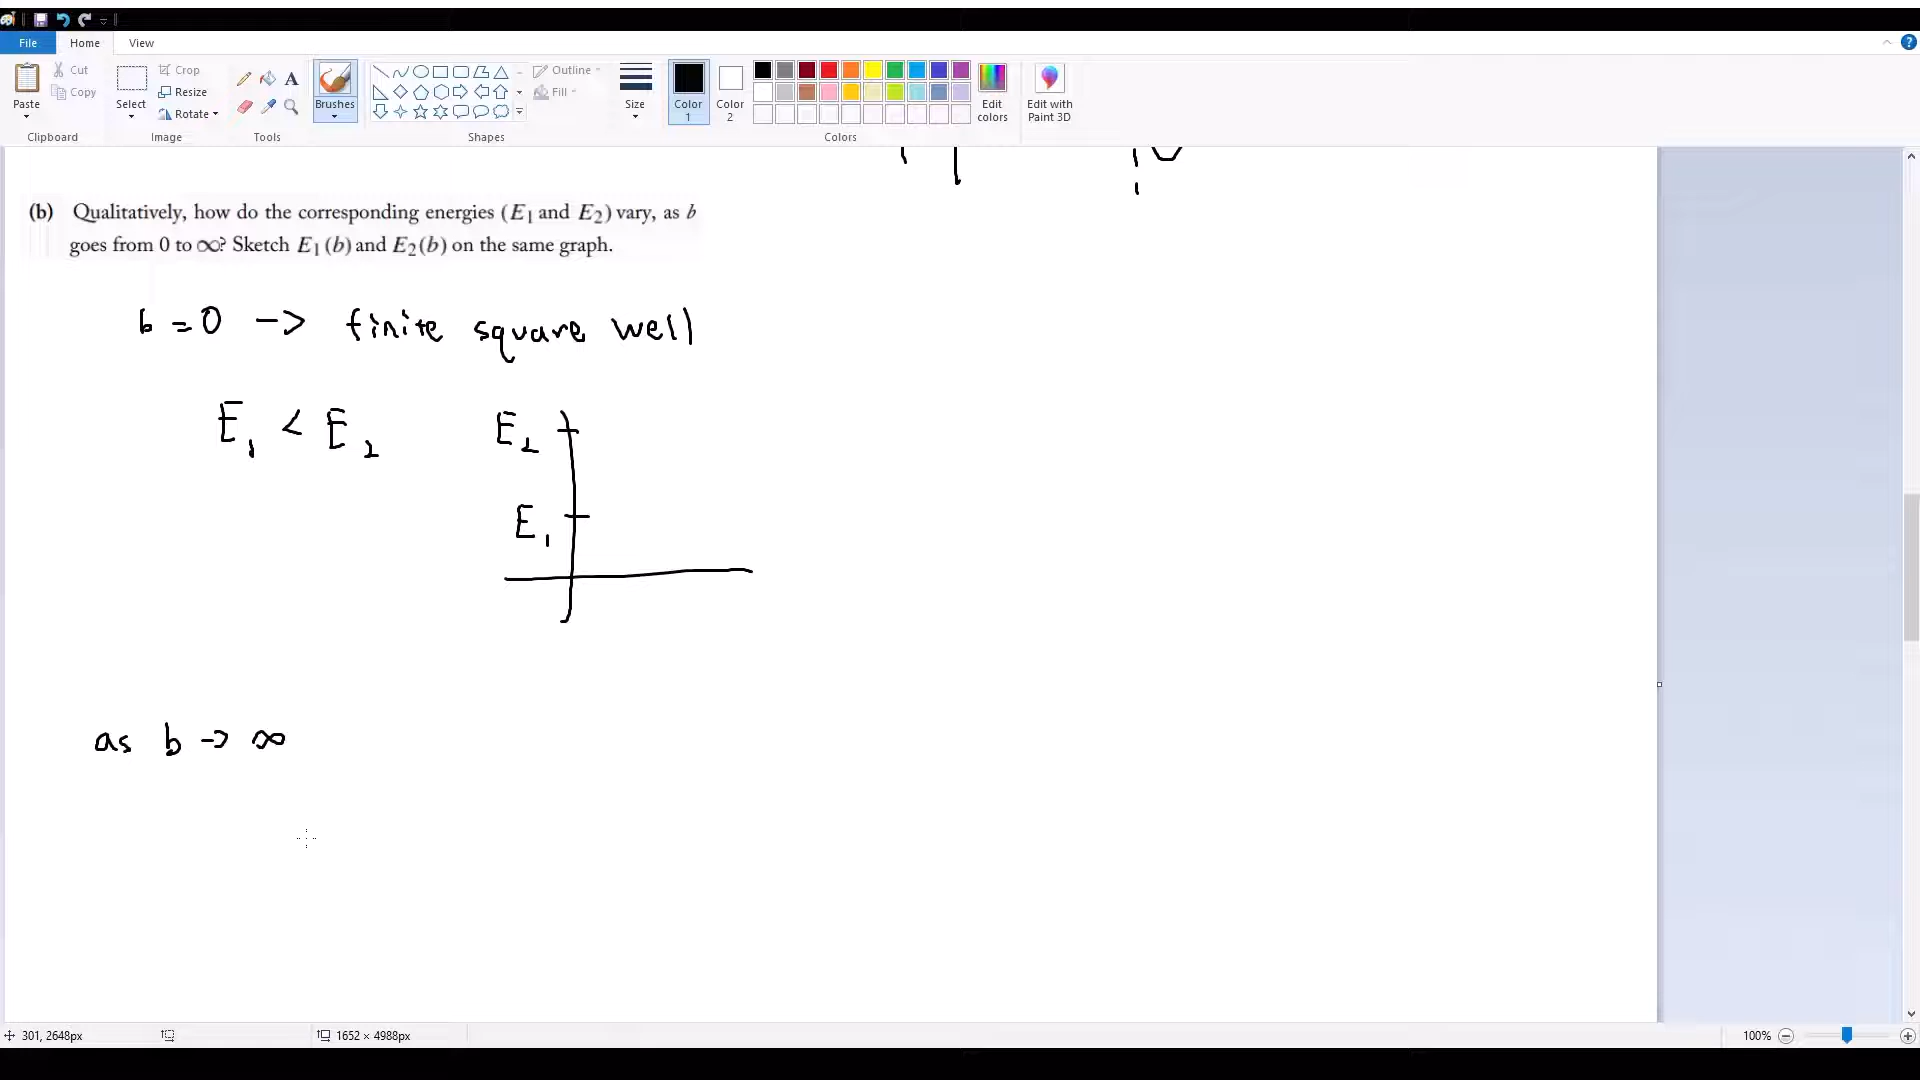 File Home View
Paste Cut Copy Clipboard
Select Crop Resize Rotate Image
A Tools
Brushes
Shapes Outline Fill
Size
Color 1 Color 2 Edit colors Colors
Edit with Paint 3D
(b) Qualitatively, how do the corresponding energies (E₁ and E₂) vary, as b
goes from 0 to ∞? Sketch E₁(b) and E₂(b) on the same graph.
b = 0 -> finite square well
E₁ < E₂
E₂
E₁
as b -> ∞
301, 2648px 1652 × 4988px 100%